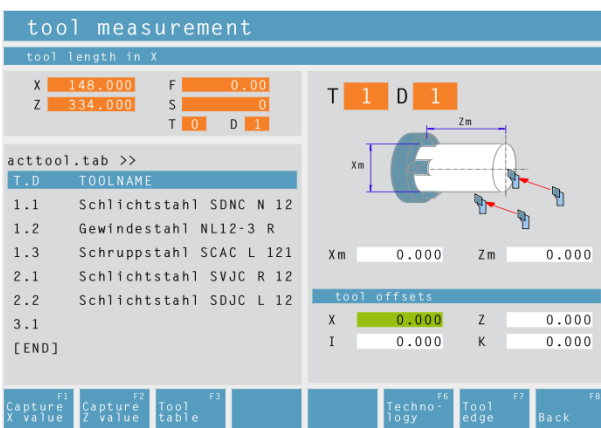 tool measurement
tool length in X
X 148.000 F 0.00
Z 334.000 S 0
T 0 D 1
acttool.tab >>
T.D TOOLNAME
1.1 Schlichtstahl SDNC N 12
1.2 Gewindestahl NL12-3 R
1.3 Schruppstahl SCAC L 121
2.1 Schlichtstahl SVJC R 12
2.2 Schlichtstahl SDJC L 12
3.1
[END]
T 1 D 1
Zm
Xm
Xm 0.000 Zm 0.000
tool offsets
X 0.000 Z 0.000
I 0.000 K 0.000
F1
Capture
X value
F2
Capture
Z value
F3
Tool
table
F6
Techno-
logy
F7
Tool
edge
F8
Back